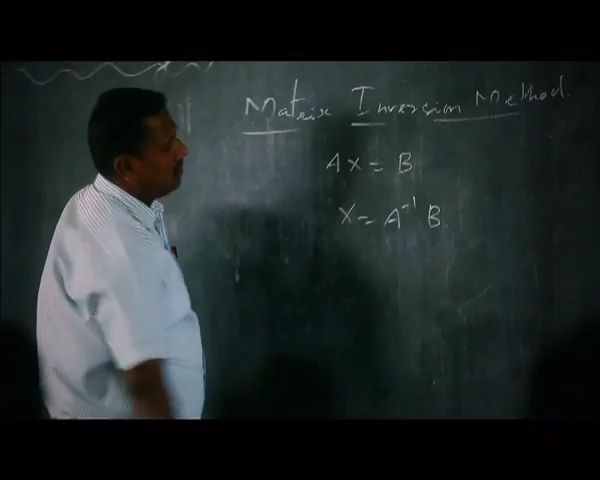 Matrix Inversion Method.
AX = B
X = A⁻¹ B.